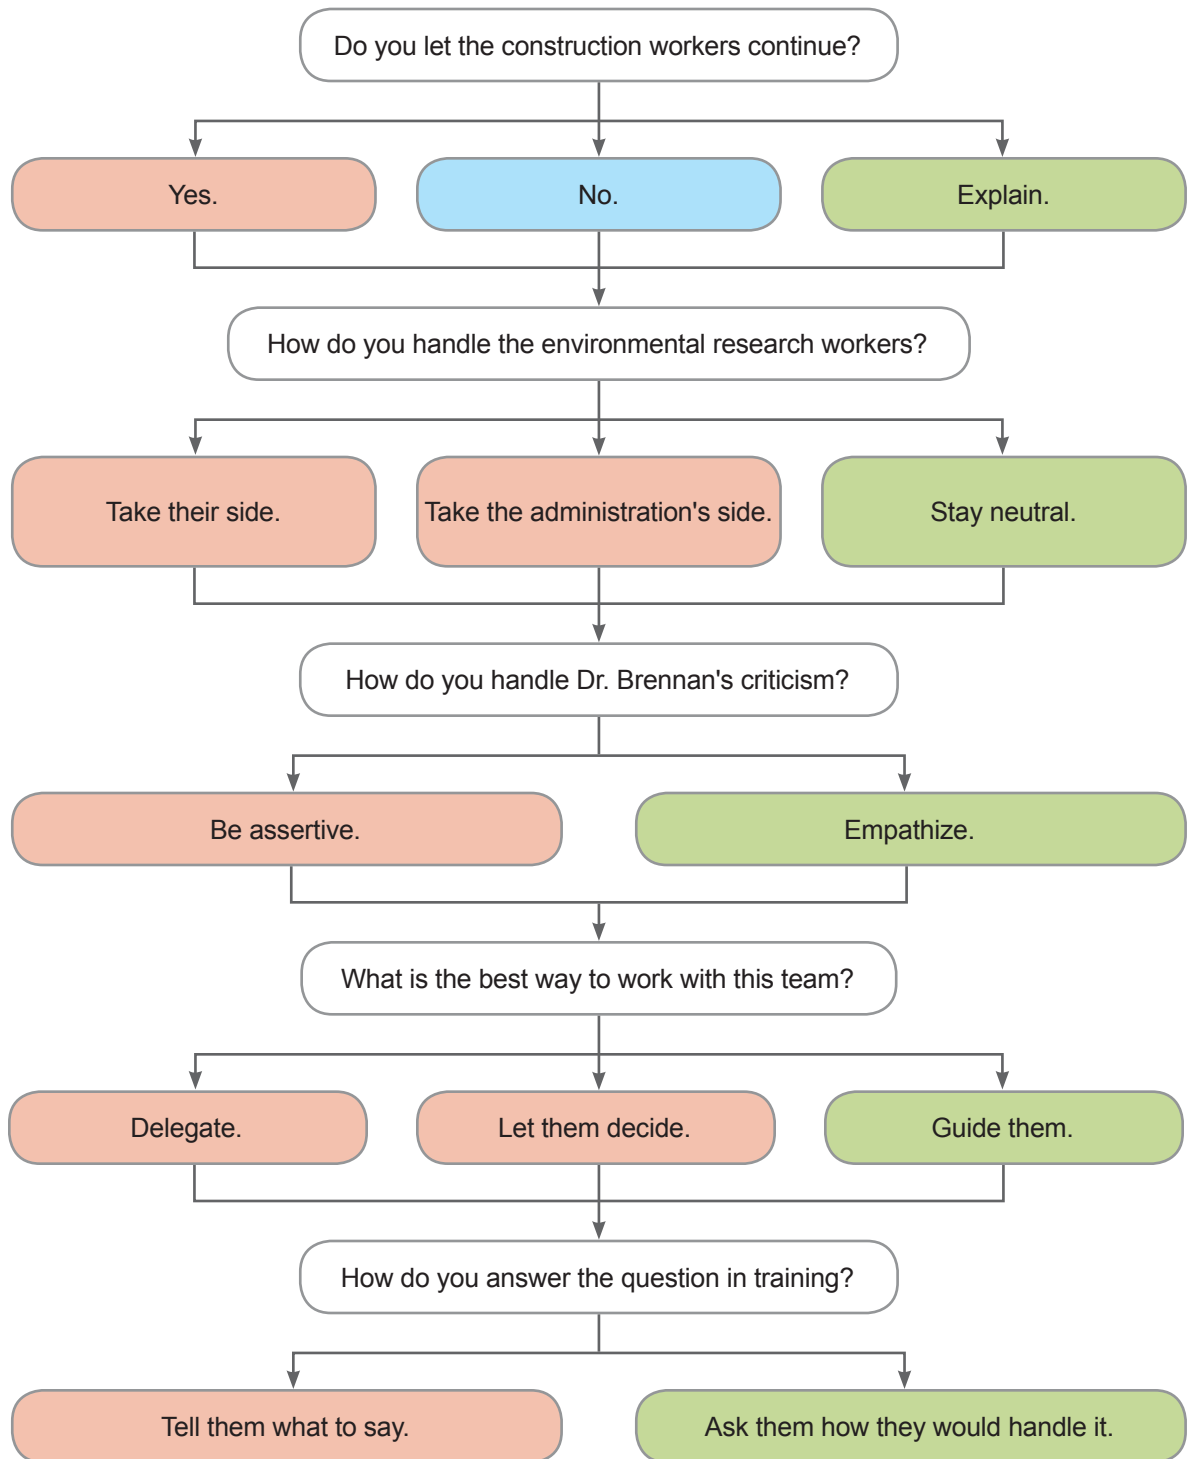 Do you let the construction workers continue?
Yes.
No.
Explain.
How do you handle the environmental research workers?
Take their side.
Take the administration's side.
Stay neutral.
How do you handle Dr. Brennan's criticism?
Be assertive.
Empathize.
What is the best way to work with this team?
Delegate.
Let them decide.
Guide them.
How do you answer the question in training?
Tell them what to say.
Ask them how they would handle it.